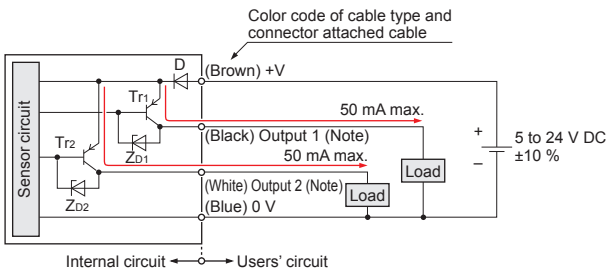 Color code of cable type and
connector attached cable
D
(Brown) +V
Tr1
50 mA max.
(Black) Output 1 (Note)
ZD1
Tr2
50 mA max.
Sensor circuit
+
5 to 24 V DC
±10 %
–
Load
(White) Output 2 (Note)
Load
ZD2
(Blue) 0 V
Internal circuit
Users' circuit